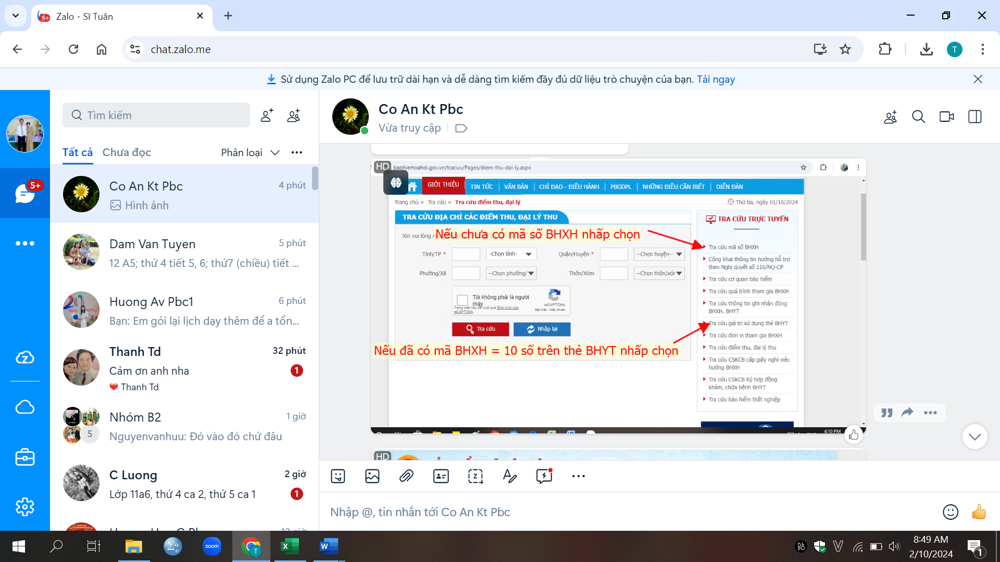 5+
Zalo - Sĩ Tuân
chat.zalo.me
T
Sử dụng Zalo PC để lưu trữ dài hạn và dễ dàng tìm kiếm đầy đủ dữ liệu trò chuyện của bạn. Tải ngay
Tìm kiếm
Tất cả
Chưa đọc
Phân loại
5+
Co An Kt Pbc
4 phút
Hình ảnh
Dam Van Tuyen
5 phút
12 A5; thứ 4 tiết 5, 6; thứ7 (chiều) tiết ...
Huong Av Pbc1
6 phút
Bạn: Em gỏi lại lịch dạy thêm để a tổn...
Thanh Td
32 phút
Cảm ơn anh nha
1
Thanh Td
Nhóm B2
1 giờ
5
Nguyenvanhuu: Đó vào đó chứ đâu
C Luong
2 giờ
Lớp 11a6, thứ 4 ca 2, thứ 5 ca 1
1
Co An Kt Pbc
Vừa truy cập
HD
baohiemxahoi.gov.vn/tracuu/Pages/diem-thu-dai-ly.aspx
GIỚI THIỆU
TIN TỨC
VĂN BẢN
CHỈ ĐẠO - ĐIỀU HÀNH
PBGDPL
NHỮNG ĐIỀU CẦN BIẾT
DIỄN ĐÀN
Trang chủ >
Tra cứu >
Tra cứu điểm thu, đại lý
Thứ ba, ngày 01/10/2024
TRA CỨU ĐỊA CHỈ CÁC ĐIỂM THU, ĐẠI LÝ THU
Xin vui lòng
Nếu chưa có mã số BHXH nhấp chọn
Tỉnh/TP *
-Chọn tỉnh-
Quận/Huyện *
--Chọn huyện--
Phường/Xã
--Chọn phường/
Thôn/Xóm
--Chọn thôn/xór
Tôi không phải là người
máy
Trang web này đã vượt quá định mức của
reCAPTCHA.
reCAPTCHA
Bảo mật - Điều khoản
Tra cứu
Nhập lại
Nếu đã có mã BHXH = 10 số trên thẻ BHYT nhấp chọn
TRA CỨU TRỰC TUYẾN
Tra cứu mã số BHXH
Công khai thông tin hưởng hỗ trợ
theo Nghị quyết số 116/NQ-CP
Tra cứu cơ quan bảo hiểm
Tra cứu quá trình tham gia BHXH
Tra cứu thông tin ghi nhận đóng
BHXH, BHYT
Tra cứu giá trị sử dụng thẻ BHYT
Tra cứu đơn vị tham gia BHXH
Tra cứu điểm thu, đại lý thu
Tra cứu CSKCB cấp giấy nghỉ việc
hưởng BHXH
Tra cứu CSKCB Ký hợp đồng
khám, chữa bệnh BHYT
Tra cứu bảo hiểm thất nghiệp
4:10 PM
HD
Nhập @, tin nhắn tới Co An Kt Pbc
zoom
T
8:49 AM
2/10/2024
1